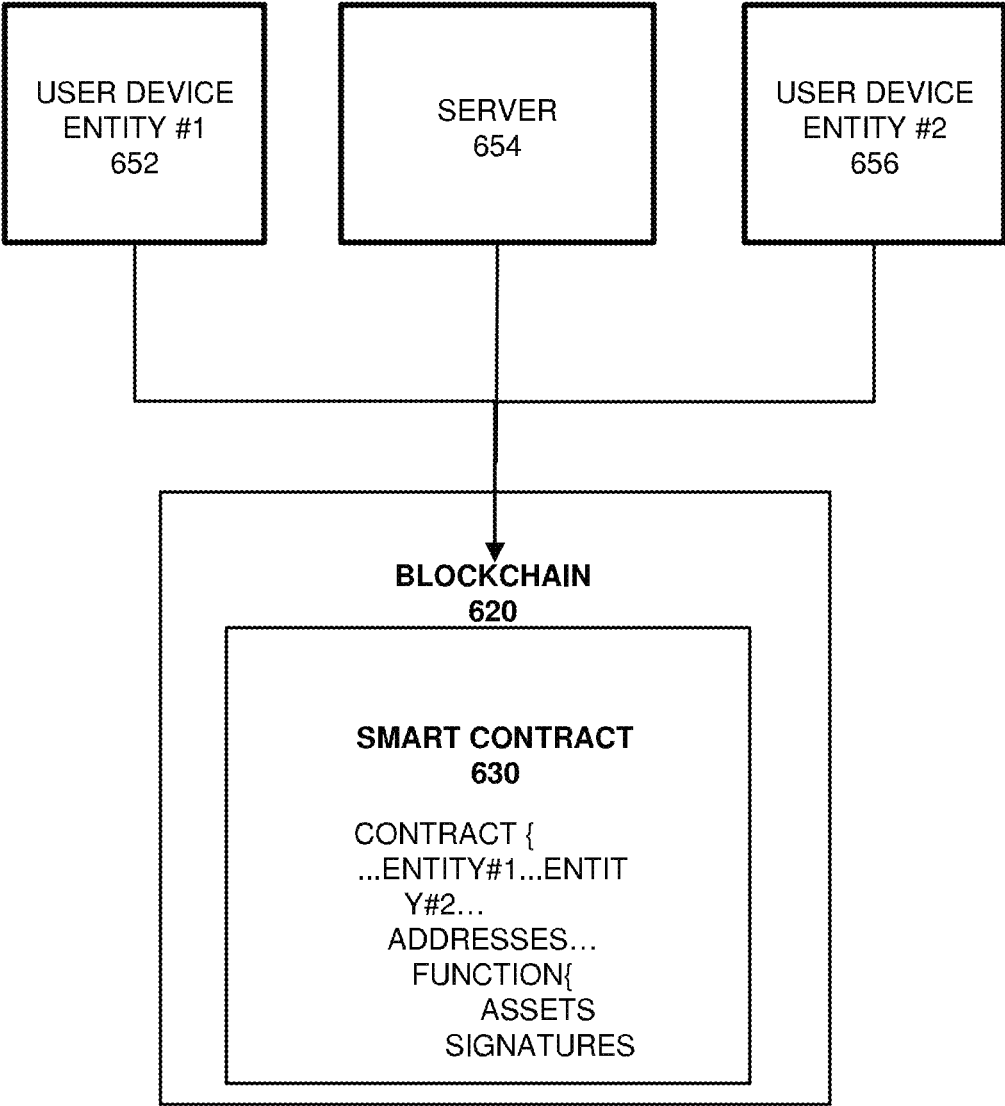 USER DEVICE
ENTITY #1
652
SERVER
654
USER DEVICE
ENTITY #2
656
BLOCKCHAIN
620
SMART CONTRACT
630
CONTRACT {
...ENTITY#1...ENTIT
Y#2...
ADDRESSES...
FUNCTION{
ASSETS
SIGNATURES